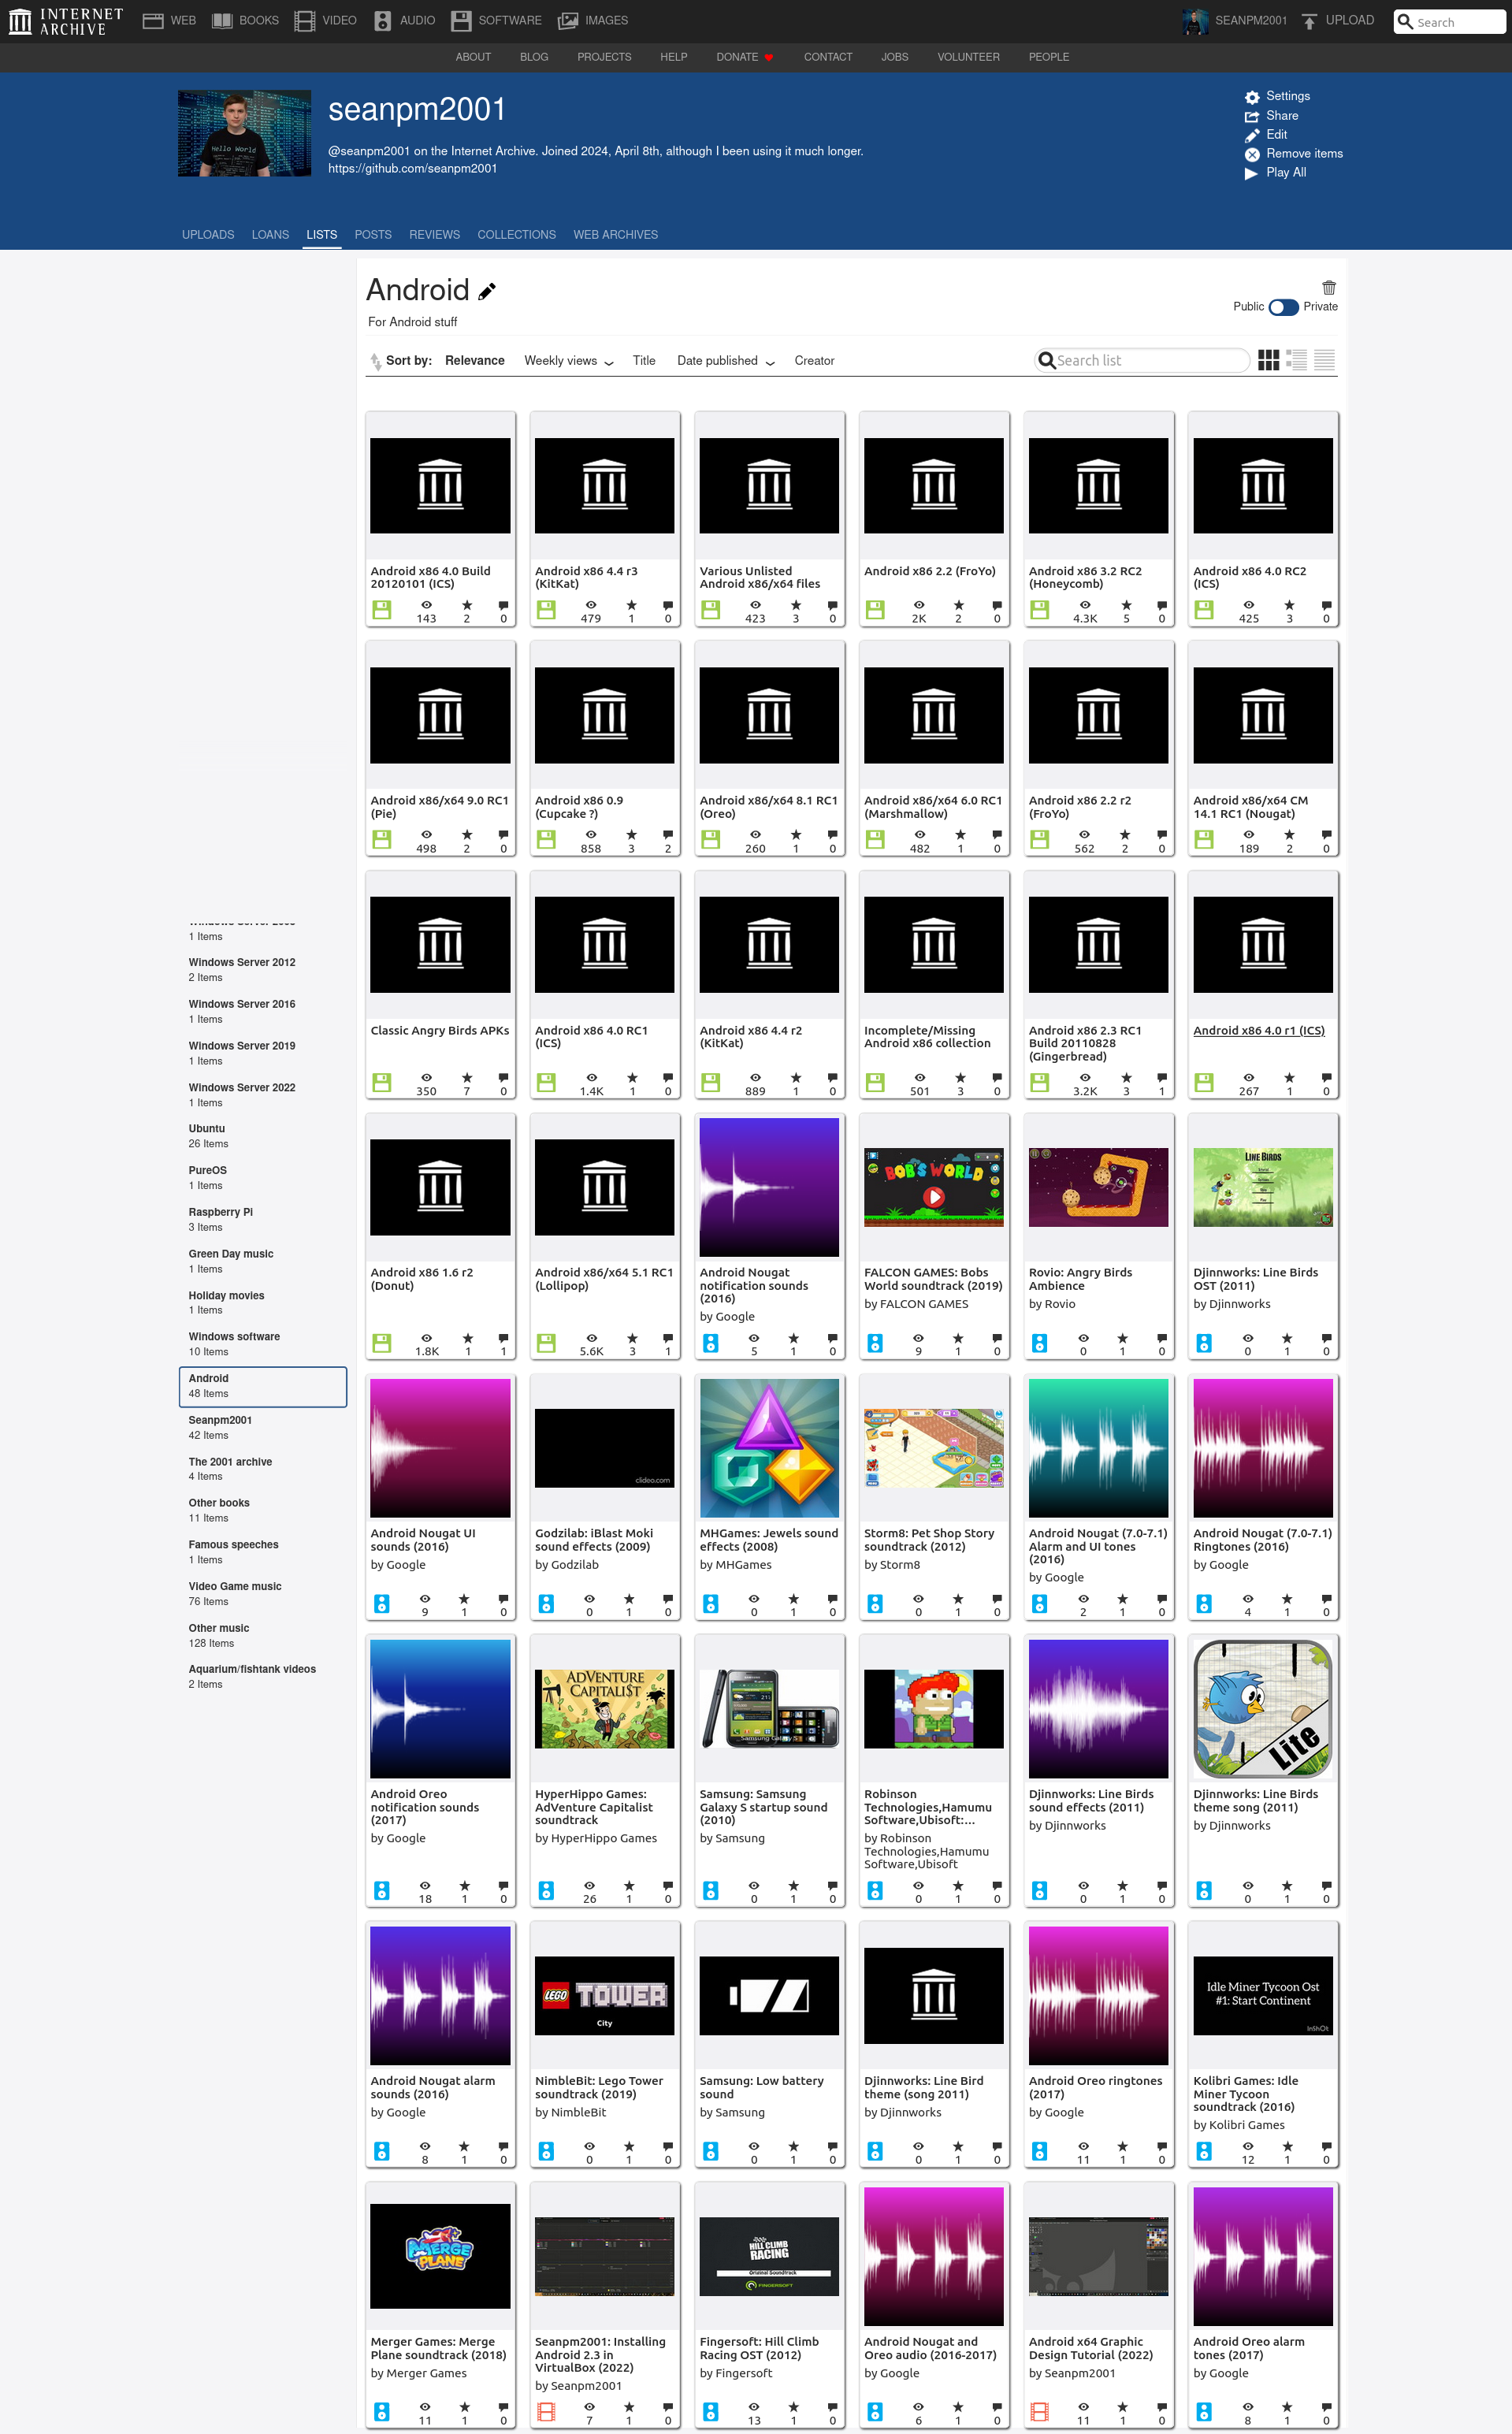 INTERNET
ARCHIVE
WEB
BOOKS
VIDEO
AUDIO
SOFTWARE
IMAGES
SEANPM2001
UPLOAD
Search
ABOUT
BLOG
PROJECTS
HELP
DONATE
CONTACT
JOBS
VOLUNTEER
PEOPLE
Hello World
seanpm2001
@seanpm2001 on the Internet Archive. Joined 2024, April 8th, although I been using it much longer.
https://github.com/seanpm2001
Settings
Share
Edit
Remove items
Play All
UPLOADS
LOANS
LISTS
POSTS
REVIEWS
COLLECTIONS
WEB ARCHIVES
Android
For Android stuff
Public
Private
Sort by:
Relevance
Weekly views
Title
Date published
Creator
Search list
1 Items
Windows Server 2012
2 Items
Windows Server 2016
1 Items
Windows Server 2019
1 Items
Windows Server 2022
1 Items
Ubuntu
26 Items
PureOS
1 Items
Raspberry Pi
3 Items
Green Day music
1 Items
Holiday movies
1 Items
Windows software
10 Items
Android
48 Items
Seanpm2001
42 Items
The 2001 archive
4 Items
Other books
11 Items
Famous speeches
1 Items
Video Game music
76 Items
Other music
128 Items
Aquarium/fishtank videos
2 Items
Android x86 4.0 Build
20120101 (ICS)
143 2 0
Android x86 4.4 r3
(KitKat)
479 1 0
Various Unlisted
Android x86/x64 files
423 3 0
Android x86 2.2 (FroYo)
2K 2 0
Android x86 3.2 RC2
(Honeycomb)
4.3K 5 0
Android x86 4.0 RC2
(ICS)
425 3 0
Android x86/x64 9.0 RC1
(Pie)
498 2 0
Android x86 0.9
(Cupcake ?)
858 3 2
Android x86/x64 8.1 RC1
(Oreo)
260 1 0
Android x86/x64 6.0 RC1
(Marshmallow)
482 1 0
Android x86 2.2 r2
(FroYo)
562 2 0
Android x86/x64 CM
14.1 RC1 (Nougat)
189 2 0
Classic Angry Birds APKs
350 7 0
Android x86 4.0 RC1
(ICS)
1.4K 1 0
Android x86 4.4 r2
(KitKat)
889 1 0
Incomplete/Missing
Android x86 collection
501 3 0
Android x86 2.3 RC1
Build 20110828
(Gingerbread)
3.2K 3 1
Android x86 4.0 r1 (ICS)
267 1 0
Android x86 1.6 r2
(Donut)
1.8K 1 1
Android x86/x64 5.1 RC1
(Lollipop)
5.6K 3 1
Android Nougat
notification sounds
(2016)
by Google
5 1 0
BOB'S WORLD
FALCON GAMES: Bobs
World soundtrack (2019)
by FALCON GAMES
9 1 0
Rovio: Angry Birds
Ambience
by Rovio
0 1 0
LINE BIRDS
Djinnworks: Line Birds
OST (2011)
by Djinnworks
0 1 0
Android Nougat UI
sounds (2016)
by Google
9 1 0
clideo.com
Godzilab: iBlast Moki
sound effects (2009)
by Godzilab
0 1 0
MHGames: Jewels sound
effects (2008)
by MHGames
0 1 0
Storm8: Pet Shop Story
soundtrack (2012)
by Storm8
0 1 0
Android Nougat (7.0-7.1)
Alarm and UI tones
(2016)
by Google
2 1 0
Android Nougat (7.0-7.1)
Ringtones (2016)
by Google
4 1 0
Android Oreo
notification sounds
(2017)
by Google
18 1 0
ADVENTURE
CAPITALI$T
HyperHippo Games:
AdVenture Capitalist
soundtrack
by HyperHippo Games
26 1 0
Samsung Galaxy S
Samsung: Samsung
Galaxy S startup sound
(2010)
by Samsung
0 1 0
Robinson
Technologies,Hamumu
Software,Ubisoft:...
by Robinson
Technologies,Hamumu
Software,Ubisoft
0 1 0
Djinnworks: Line Birds
sound effects (2011)
by Djinnworks
0 1 0
Lite
Djinnworks: Line Birds
theme song (2011)
by Djinnworks
0 1 0
Android Nougat alarm
sounds (2016)
by Google
8 1 0
LEGO TOWER
City
NimbleBit: Lego Tower
soundtrack (2019)
by NimbleBit
0 1 0
Samsung: Low battery
sound
by Samsung
0 1 0
Djinnworks: Line Bird
theme (song 2011)
by Djinnworks
0 1 0
Android Oreo ringtones
(2017)
by Google
11 1 0
Idle Miner Tycoon Ost
#1: Start Continent
InShOt
Kolibri Games: Idle
Miner Tycoon
soundtrack (2016)
by Kolibri Games
12 1 0
MERGE
PLANE
Merger Games: Merge
Plane soundtrack (2018)
by Merger Games
11 1 0
Seanpm2001: Installing
Android 2.3 in
VirtualBox (2022)
by Seanpm2001
7 1 0
HILL CLIMB
RACING
Original Soundtrack
FINGERSOFT
Fingersoft: Hill Climb
Racing OST (2012)
by Fingersoft
13 1 0
Android Nougat and
Oreo audio (2016-2017)
by Google
6 1 0
Android x64 Graphic
Design Tutorial (2022)
by Seanpm2001
11 1 0
Android Oreo alarm
tones (2017)
by Google
8 1 0